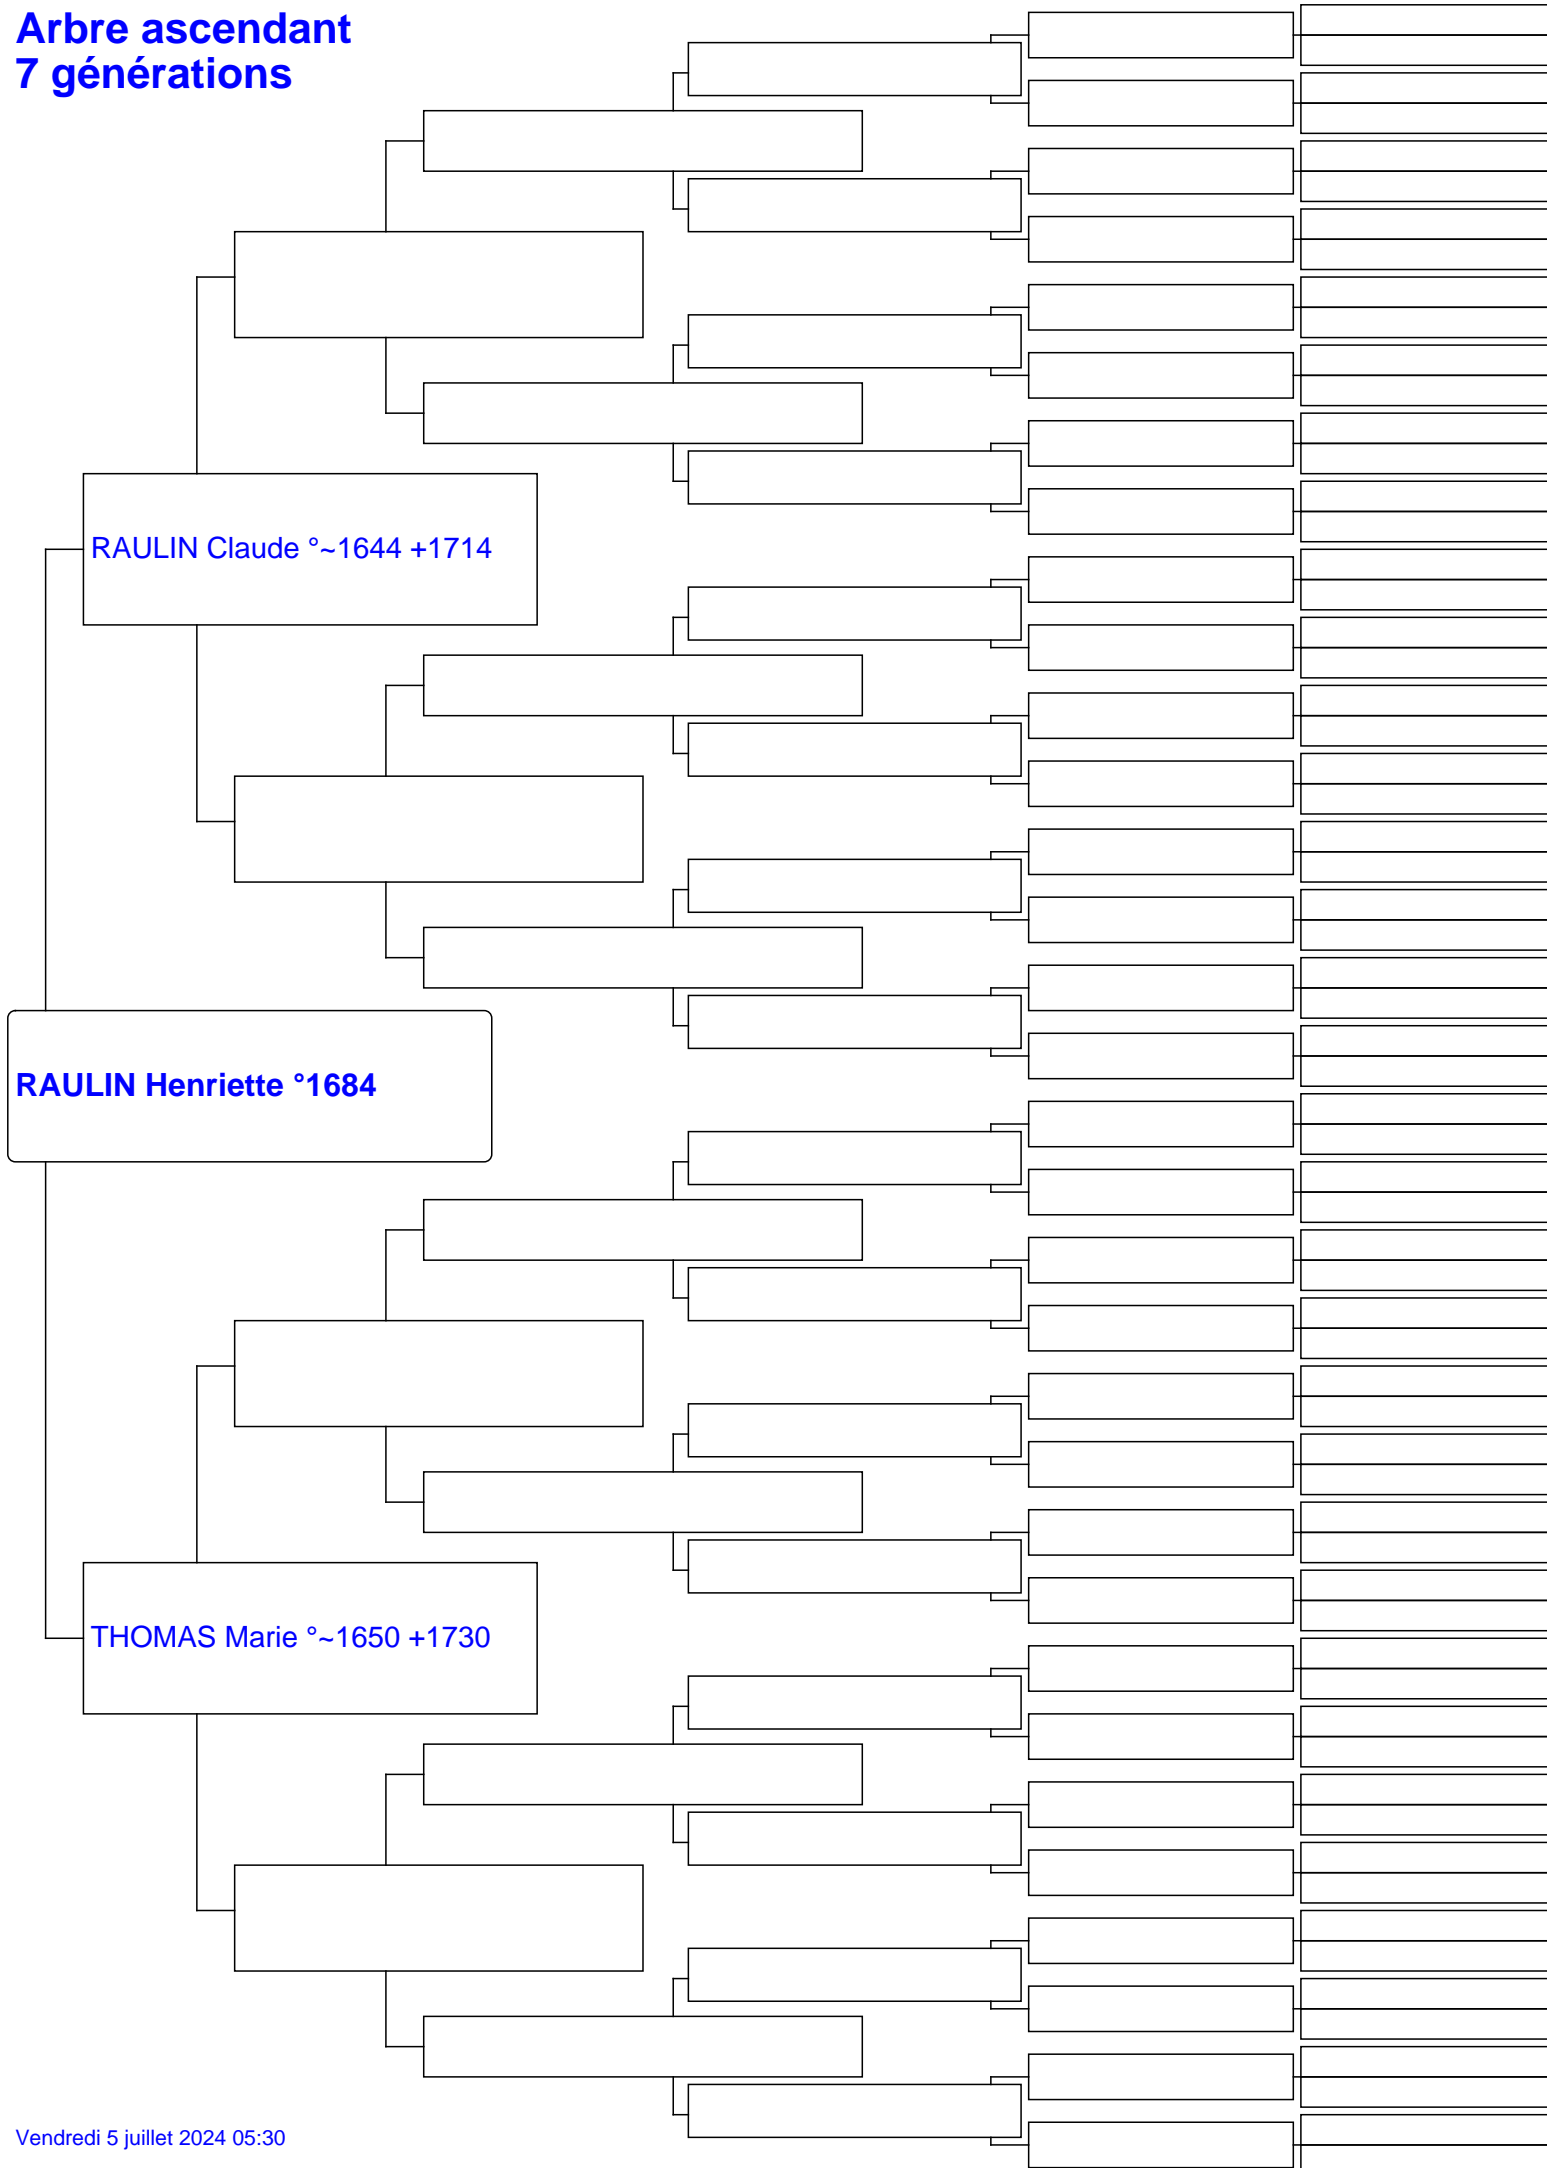 Arbre ascendant
7 générations
RAULIN Claude °~1644 +1714
RAULIN Henriette °1684
THOMAS Marie °~1650 +1730
Vendredi 5 juillet 2024 05:30